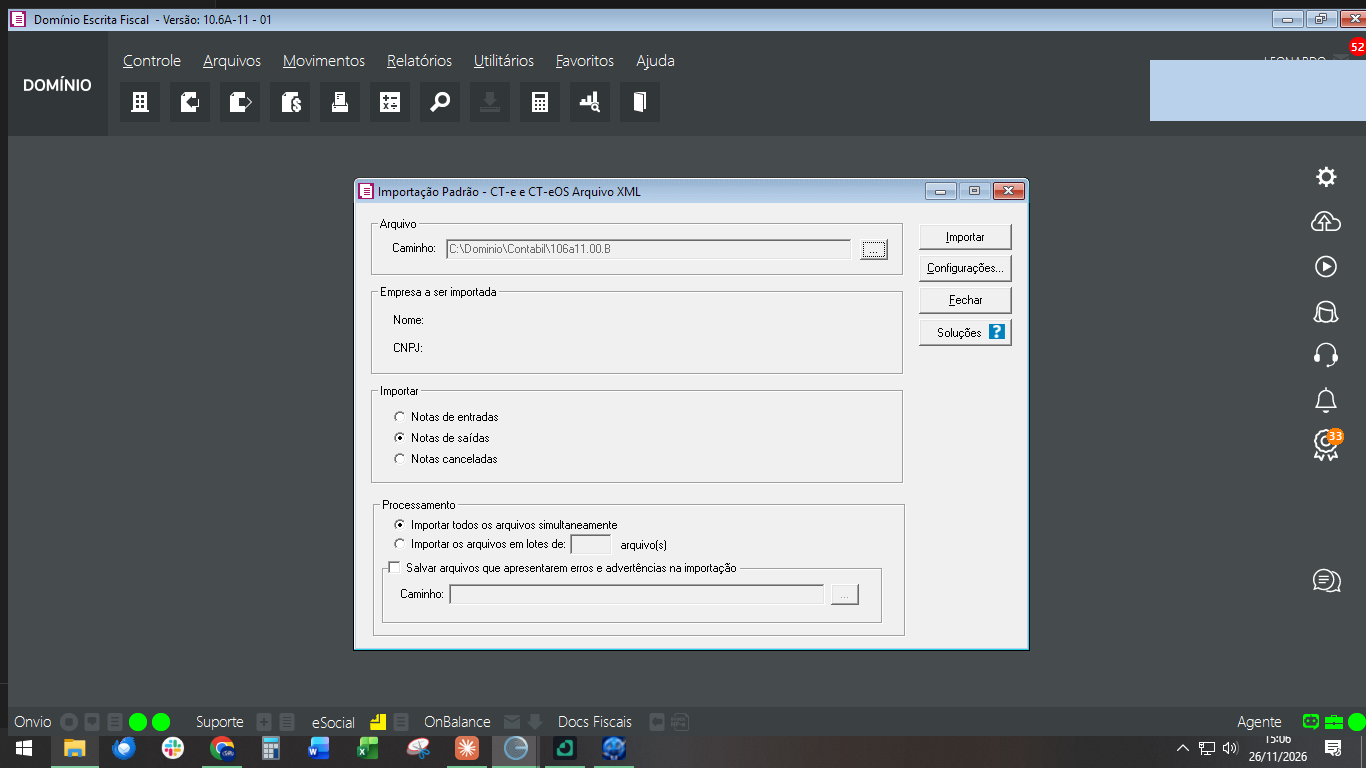 Domínio Escrita Fiscal - Versão: 10.6A-11 - 01
52
DOMÍNIO
Controle Arquivos Movimentos Relatórios Utilitários Favoritos Ajuda
Importação Padrão - CT-e e CT-eOS Arquivo XML
Arquivo
Caminho: C:\Dominio\Contabil\106a11.00.B ...
Importar
Configurações...
Fechar
Soluções ?
Empresa a ser importada
Nome:
CNPJ:
Importar
Notas de entradas
Notas de saídas
Notas canceladas
Processamento
Importar todos os arquivos simultaneamente
Importar os arquivos em lotes de: arquivo(s)
Salvar arquivos que apresentarem erros e advertências na importação
Caminho: ...
33
Onvio Suporte eSocial OnBalance Docs Fiscais Agente
15:06
26/11/2026